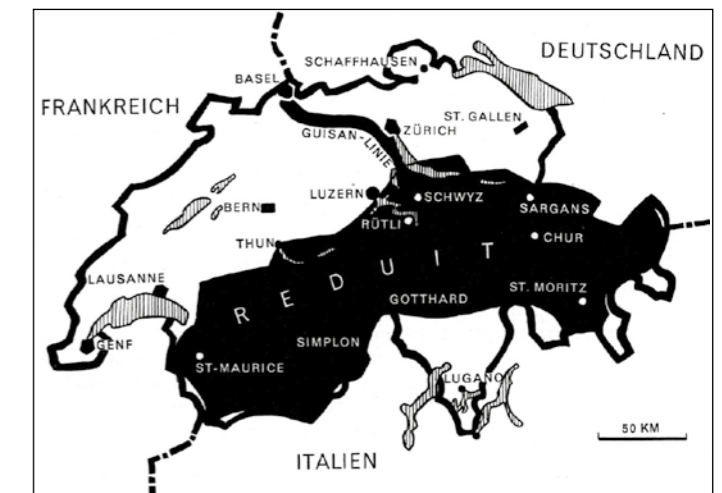 DEUTSCHLAND
SCHAFFHAUSEN
BASEL
FRANKREICH
ST. GALLEN
ZÜRICH
GUISAN-LINIE
LUZERN
SCHWYZ
SARGANS
BERN
RÜTLI
CHUR
THUN
REDUIT
LAUSANNE
ST. MORITZ
GOTTHARD
GENF
SIMPLON
ST-MAURICE
LUGANO
50 KM
ITALIEN